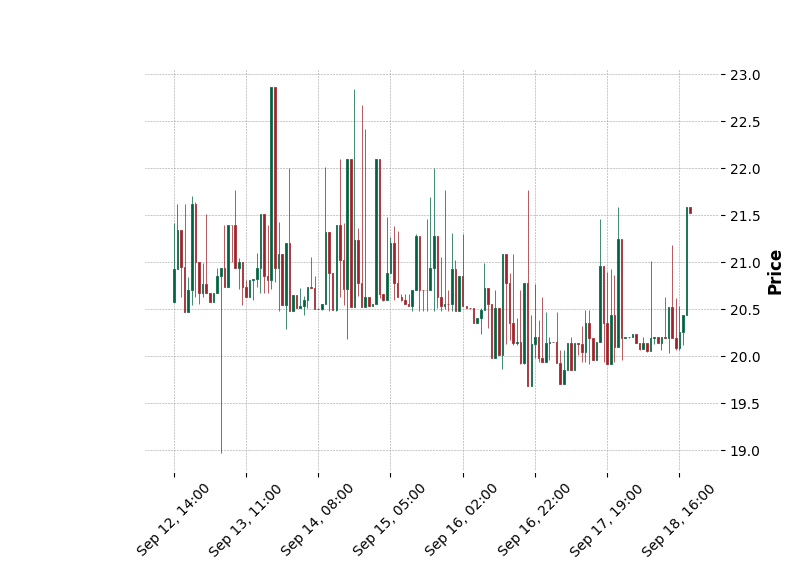 23.0
22.5
22.0
21.5
21.0
20.5
20.0
19.5
19.0
Price
Sep 12, 14:00
Sep 13, 11:00
Sep 14, 08:00
Sep 15, 05:00
Sep 16, 02:00
Sep 16, 22:00
Sep 17, 19:00
Sep 18, 16:00